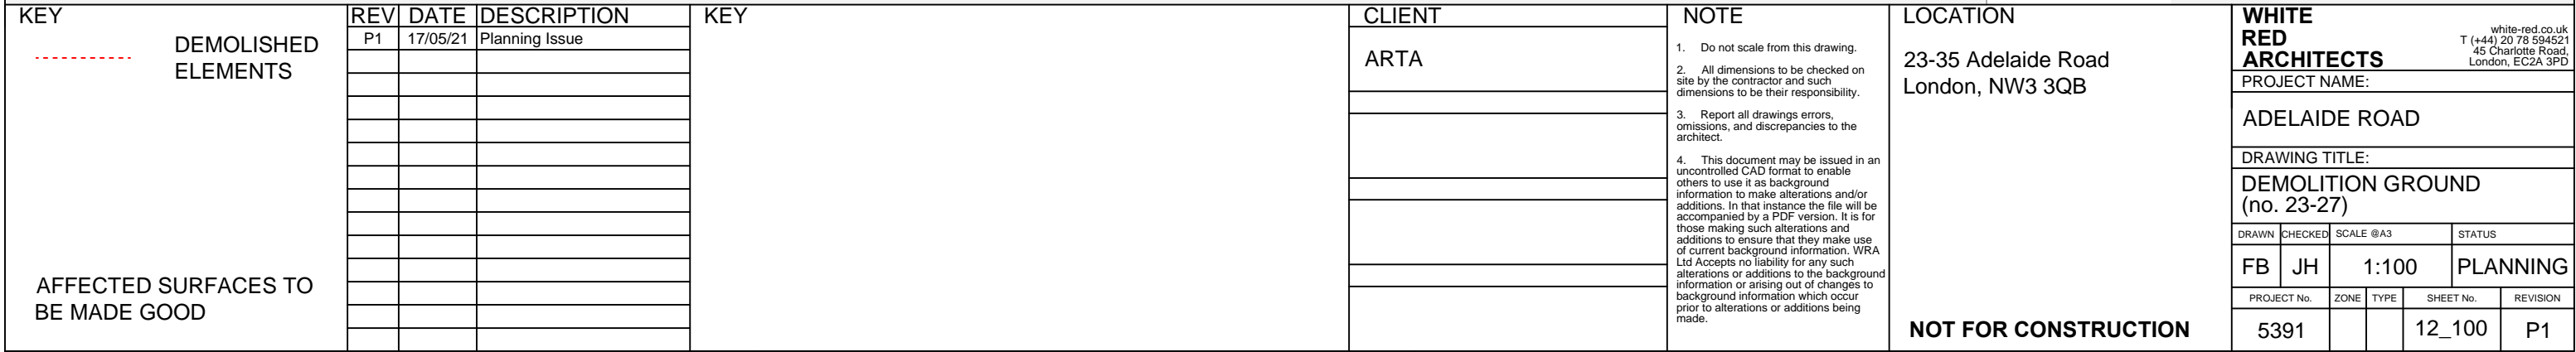 KEY
DEMOLISHED
ELEMENTS
AFFECTED SURFACES TO
BE MADE GOOD
REV DATE DESCRIPTION
P1 17/05/21 Planning Issue
KEY
CLIENT
ARTA
NOTE
1. Do not scale from this drawing.
2. All dimensions to be checked on
site by the contractor and such
dimensions to be their responsibility.
3. Report all drawings errors,
omissions, and discrepancies to the
architect.
4. This document may be issued in an
uncontrolled CAD format to enable
others to use it as background
information to make alterations and/or
additions. In that instance the file will be
accompanied by a PDF version. It is for
those making such alterations and
additions to ensure that they make use
of current background information. WRA
Ltd Accepts no liability for any such
alterations or additions to the background
information or arising out of changes to
background information which occur
prior to alterations or additions being
made.
LOCATION
23-35 Adelaide Road
London, NW3 3QB
NOT FOR CONSTRUCTION
WHITE
RED
ARCHITECTS
white-red.co.uk
T (+44) 20 78 594521
45 Charlotte Road,
London, EC2A 3PD
PROJECT NAME:
ADELAIDE ROAD
DRAWING TITLE:
DEMOLITION GROUND
(no. 23-27)
DRAWN CHECKED SCALE @A3 STATUS
FB JH 1:100 PLANNING
PROJECT No. ZONE TYPE SHEET No. REVISION
5391 12_100 P1